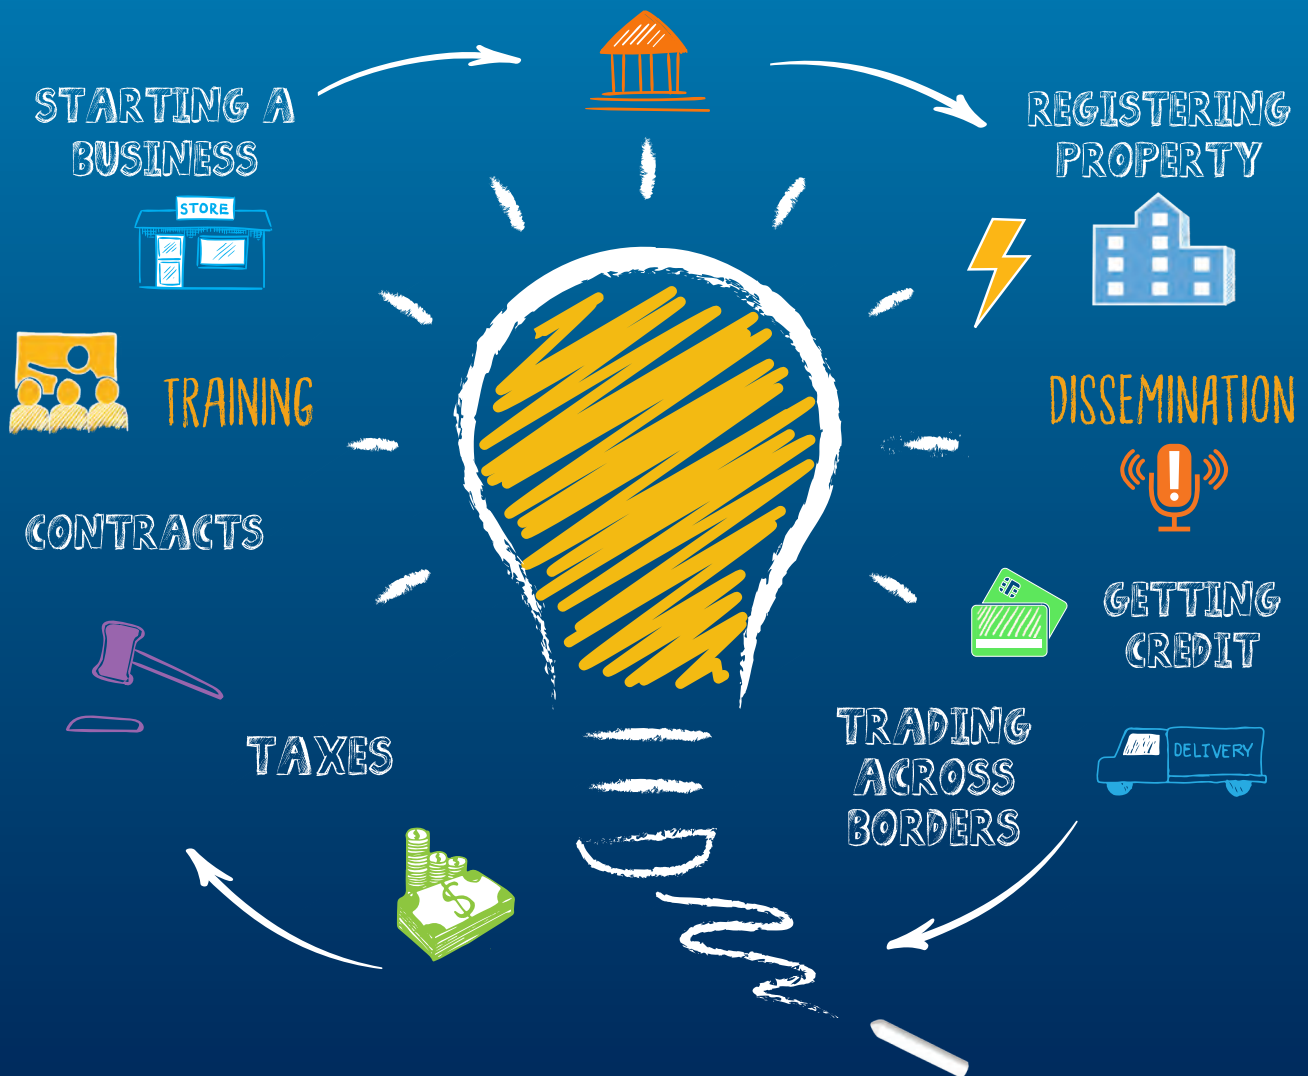 STARTING A
BUSINESS
STORE
REGISTERING
PROPERTY
TRAINING
DISSEMINATION
CONTRACTS
GETTING
CREDIT
TAXES
$
TRADING
ACROSS
BORDERS
DELIVERY